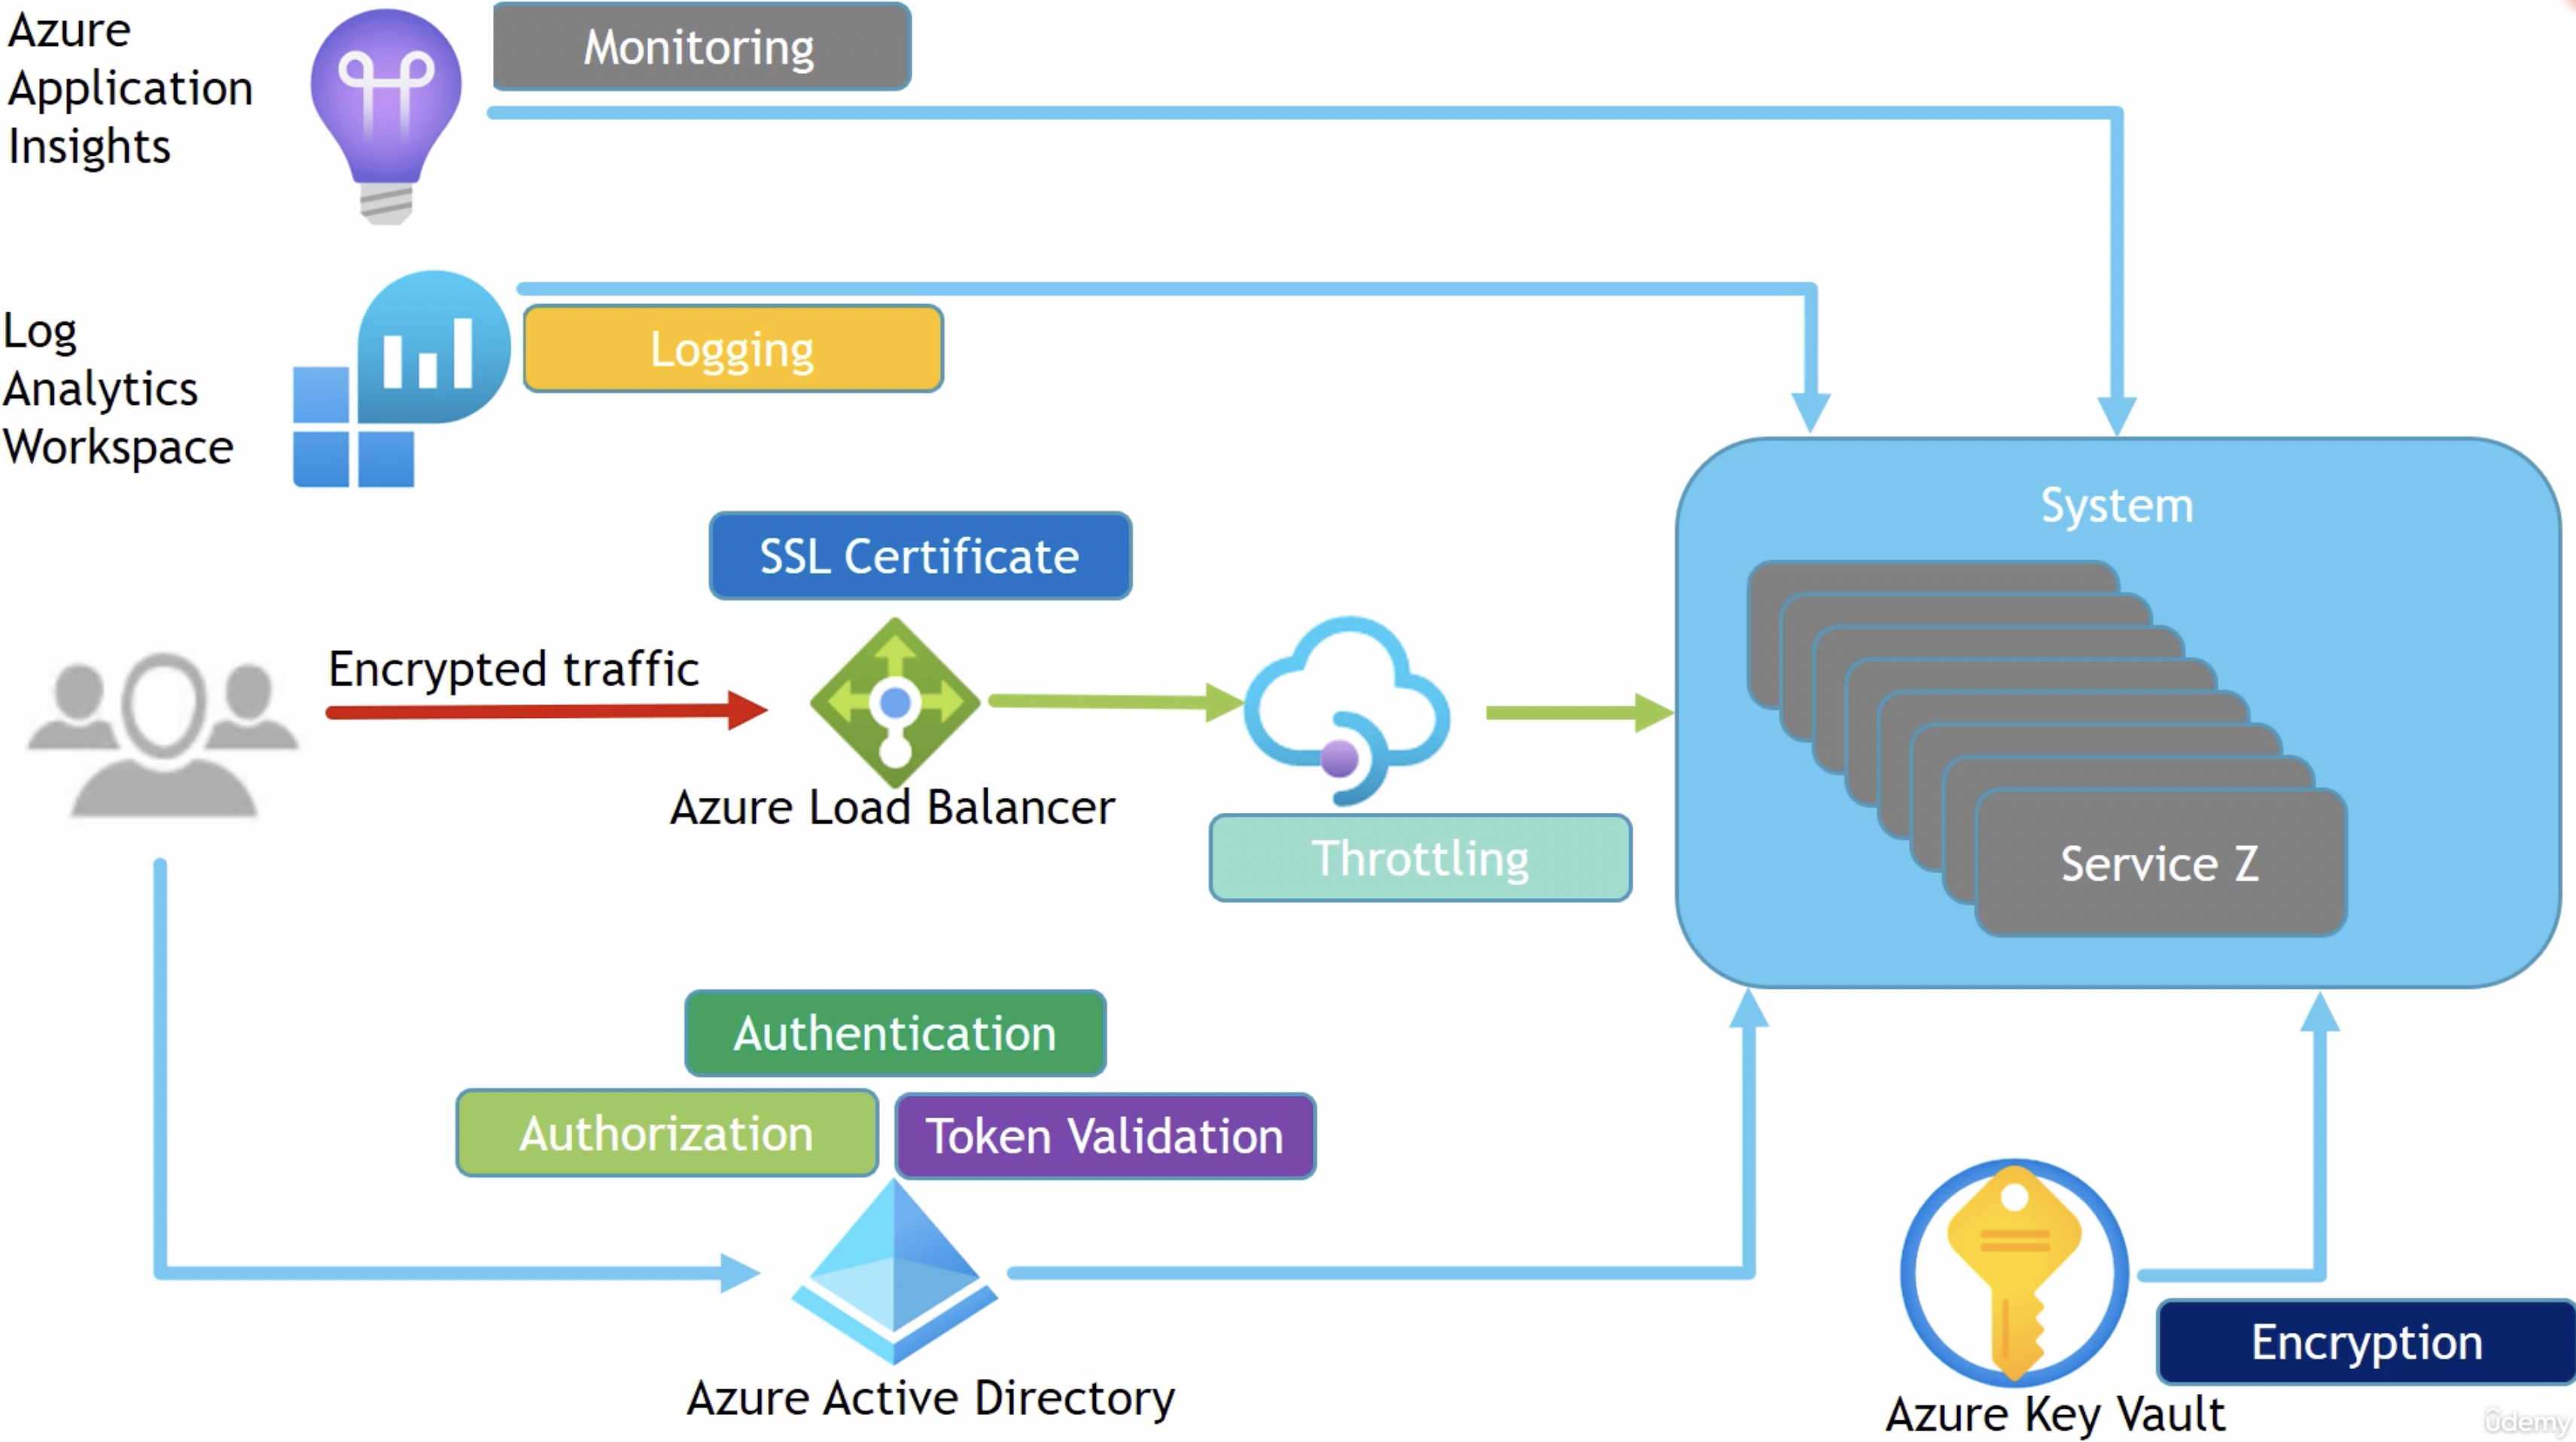 Azure
Application
Insights
Monitoring
Log
Analytics
Workspace
Logging
System
SSL Certificate
Encrypted traffic
Azure Load Balancer
Throttling
Service Z
Authentication
Authorization
Token Validation
Azure Active Directory
Encryption
Azure Key Vault
ûdemy